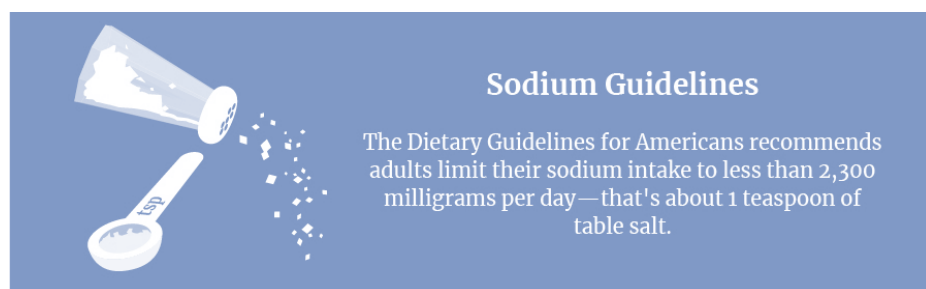 tsp
Sodium Guidelines
The Dietary Guidelines for Americans recommends
adults limit their sodium intake to less than 2,300
milligrams per day—that's about 1 teaspoon of
table salt.